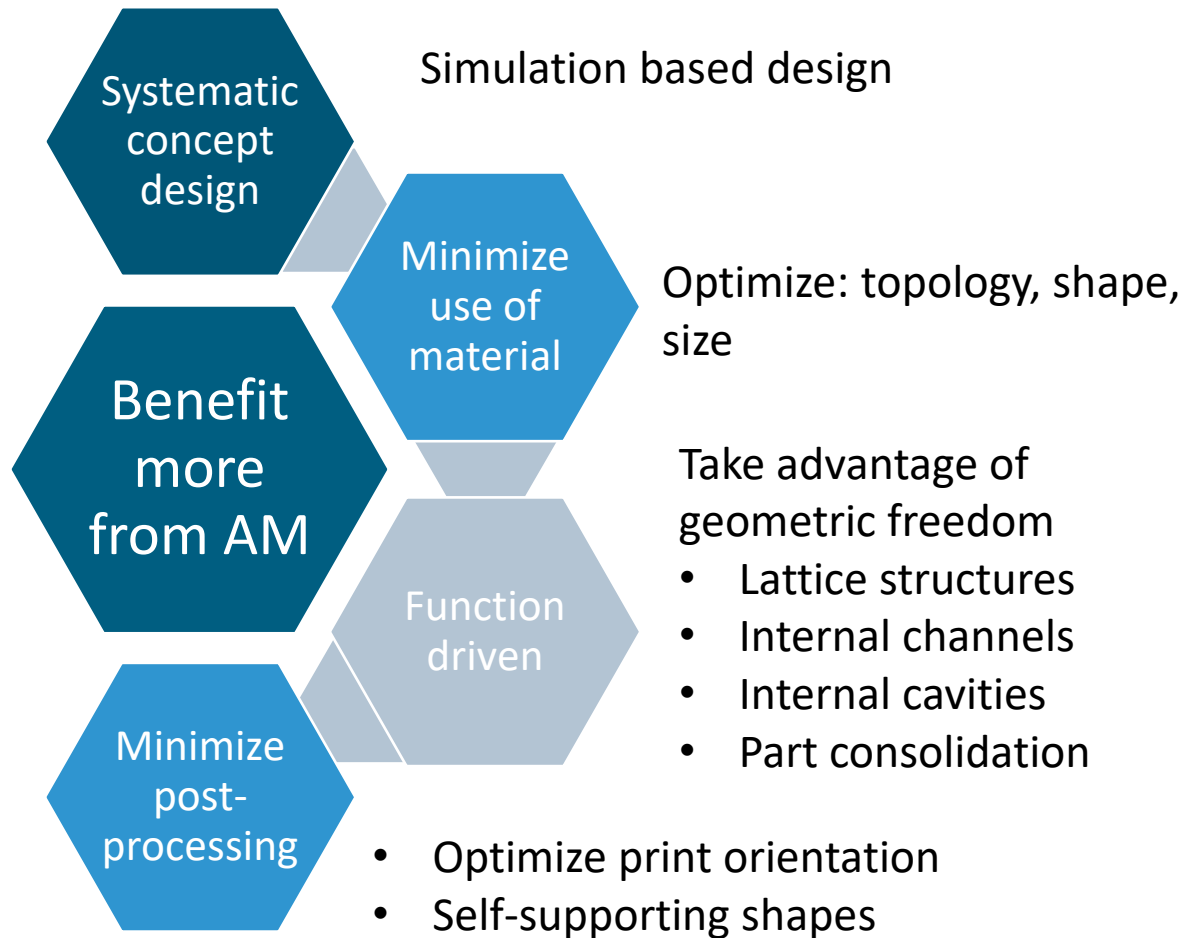 Systematic
concept
design
Simulation based design
Minimize
use of
material
Optimize: topology, shape,
size
Benefit
more
from AM
Function
driven
Take advantage of
geometric freedom
• Lattice structures
• Internal channels
• Internal cavities
• Part consolidation
Minimize
post-
processing
• Optimize print orientation
• Self-supporting shapes